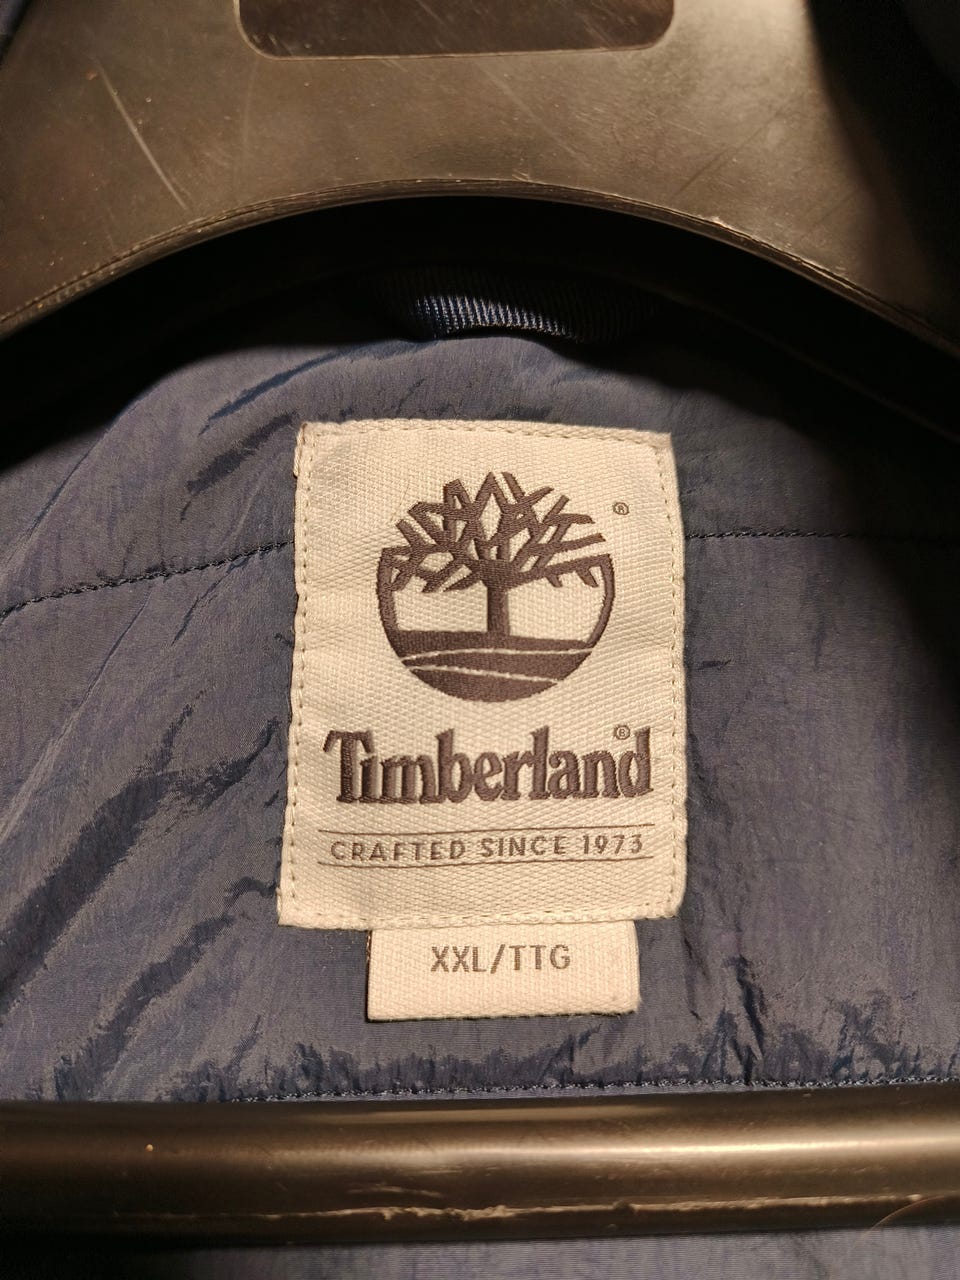 ®
Timberland®
CRAFTED SINCE 1973
XXL/TTG